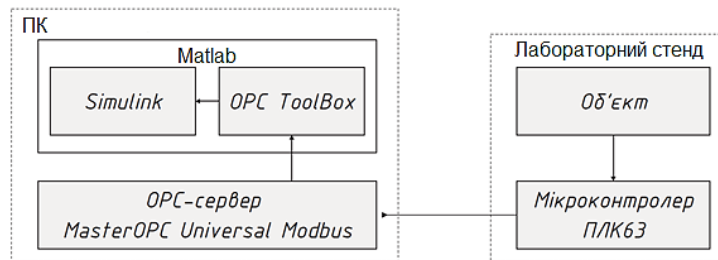 ПК
Matlab
Simulink
OPC ToolBox
OPC-сервер
MasterOPC Universal Modbus
Лабораторний стенд
Об'єкт
Мікроконтролер
ПЛК63